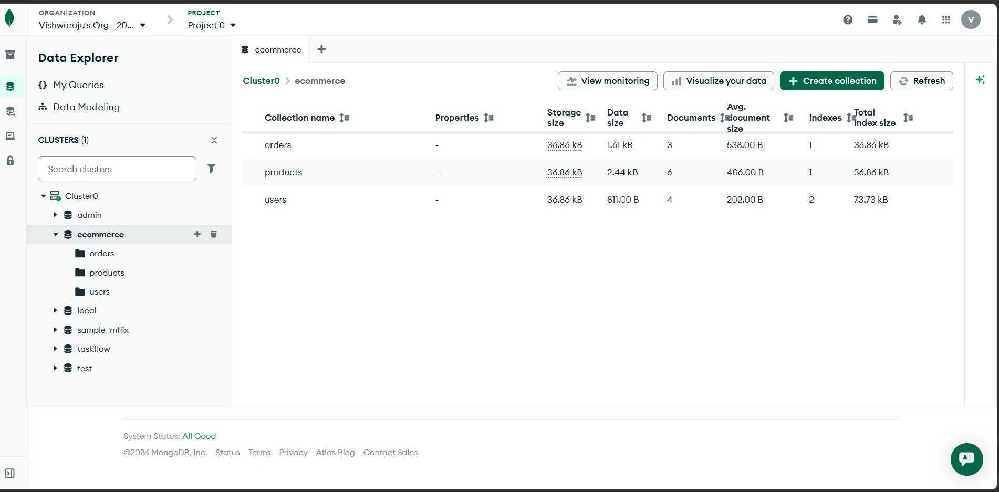 ORGANIZATION
Vishwaroju's Org - 20...
PROJECT
Project 0
V
Data Explorer
{} My Queries
Data Modeling
CLUSTERS (1)
Search clusters
Cluster0
admin
ecommerce
orders
products
users
local
sample_mflix
taskflow
test
ecommerce
Cluster0 ecommerce
View monitoring
Visualize your data
Create collection
Refresh
Collection name Properties Storage size Data size Documents Avg. document size Indexes Total index size
orders - 36.86 kB 1.61 kB 3 538.00 B 1 36.86 kB
products - 36.86 kB 2.44 kB 6 406.00 B 1 36.86 kB
users - 36.86 kB 811.00 B 4 202.00 B 2 73.73 kB
System Status: All Good
©2026 MongoDB, Inc. Status Terms Privacy Atlas Blog Contact Sales